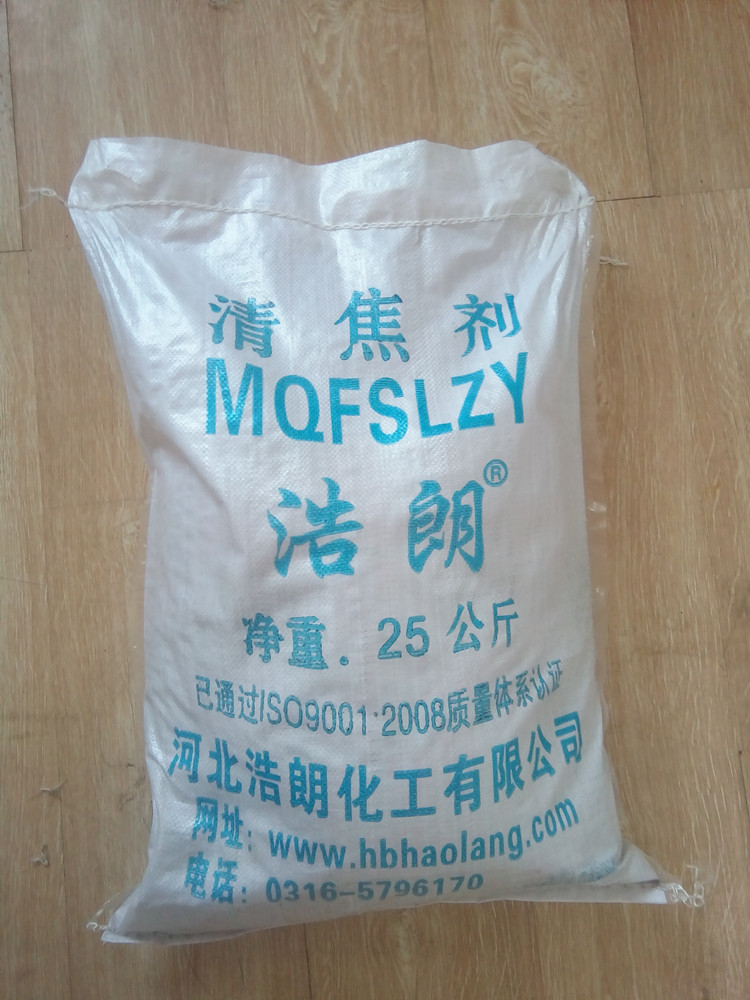 清焦剂
MQFSLZY
浩朗®
净重. 25公斤
已通过ISO9001:2008质量体系认证
河北浩朗化工有限公司
网址: www.hbhaolang.com
电话: 0316-5796170